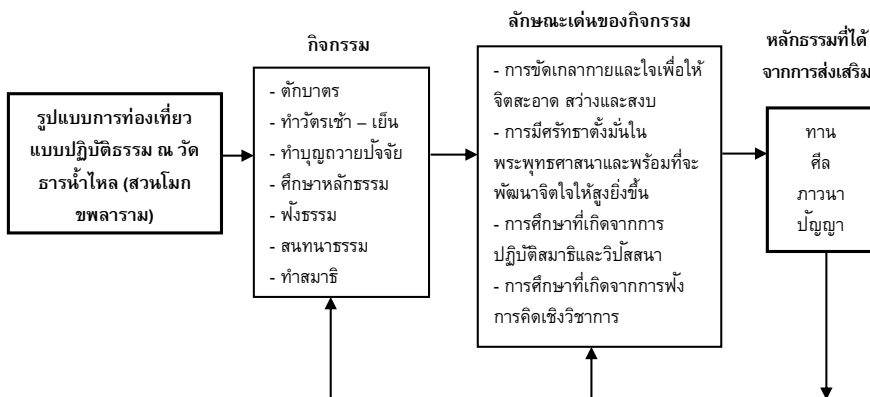 รูปแบบการท่องเที่ยว
แบบปฏิบัติธรรม ณ วัด
ธารน้ำไหล (สวนโมก
ขพลาราม)
กิจกรรม
- ตักบาตร
- ทำวัตรเช้า – เย็น
- ทำบุญถวายปัจจัย
- ศึกษาหลักธรรม
- ฟังธรรม
- สนทนาธรรม
- ทำสมาธิ
ลักษณะเด่นของกิจกรรม
- การขัดเกลากายและใจเพื่อให้
จิตสะอาด สว่างและสงบ
- การมีศรัทธาตั้งมั่นใน
พระพุทธศาสนาและพร้อมที่จะ
พัฒนาจิตใจให้สูงยิ่งขึ้น
- การศึกษาที่เกิดจากการ
ปฏิบัติสมาธิและวิปัสสนา
- การศึกษาที่เกิดจากการฟัง
การคิดเชิงวิชาการ
หลักธรรมที่ได้
จากการส่งเสริม
ทาน
ศีล
ภาวนา
ปัญญา